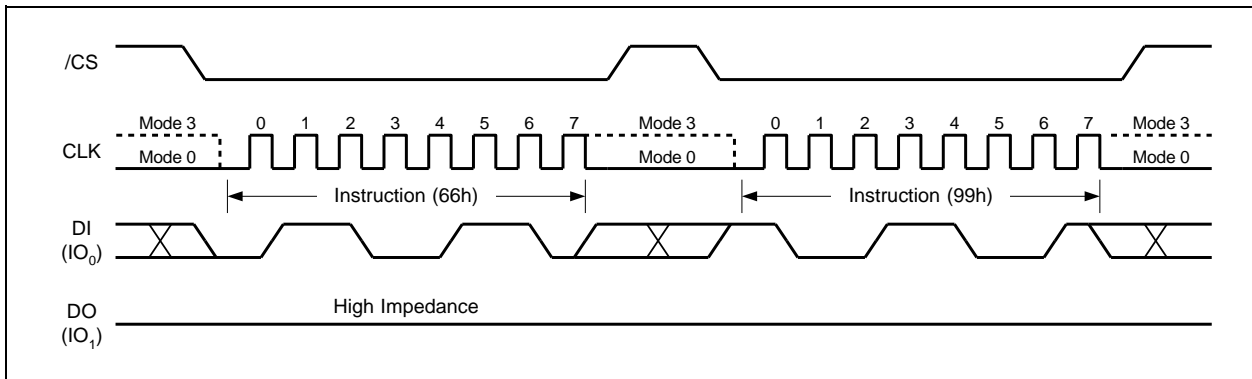 /CS
Mode 3 0 1 2 3 4 5 6 7 Mode 3 0 1 2 3 4 5 6 7 Mode 3
CLK Mode 0 Mode 0 Mode 0
Instruction (66h) Instruction (99h)
DI
(IO0)
High Impedance
DO
(IO1)